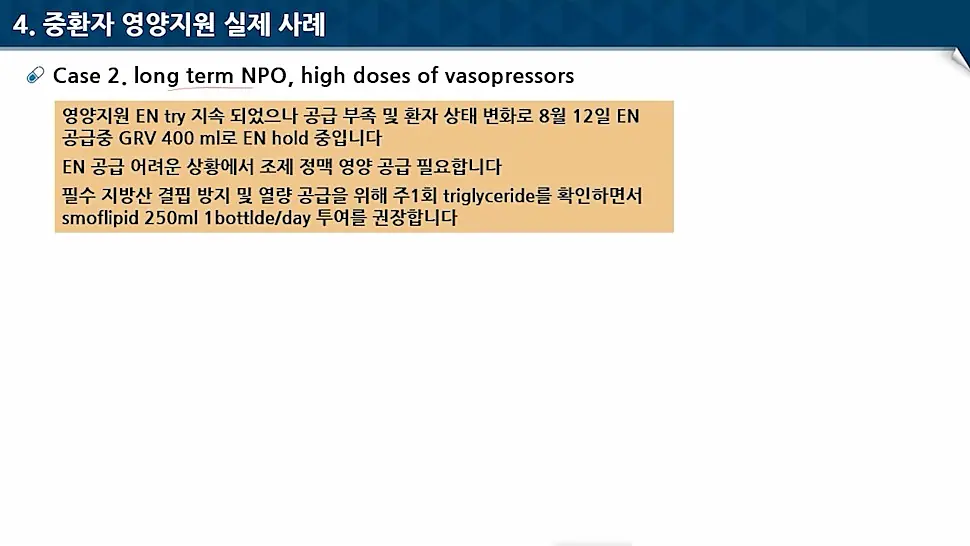 4. 중환자 영양지원 실제 사례
Case 2. long term NPO, high doses of vasopressors
영양지원 EN try 지속 되었으나 공급 부족 및 환자 상태 변화로 8월 12일 EN
공급중 GRV 400 ml로 EN hold 중입니다
EN 공급 어려운 상황에서 조제 정맥 영양 공급 필요합니다
필수 지방산 결핍 방지 및 열량 공급을 위해 주1회 triglyceride를 확인하면서
smoflipid 250ml 1bottlde/day 투여를 권장합니다